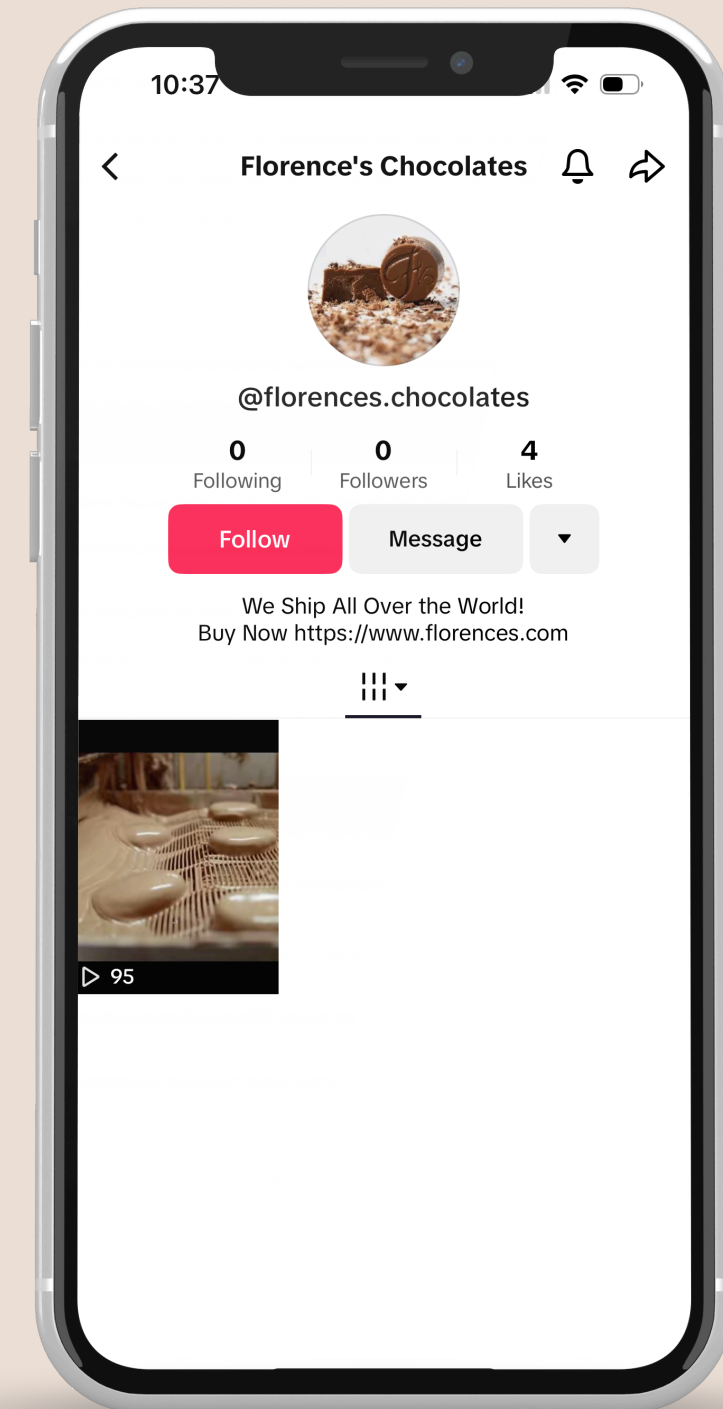 10:37
Florence's Chocolates
@florences.chocolates
0 0 4
Following Followers Likes
Follow Message
We Ship All Over the World!
Buy Now https://www.florences.com
95